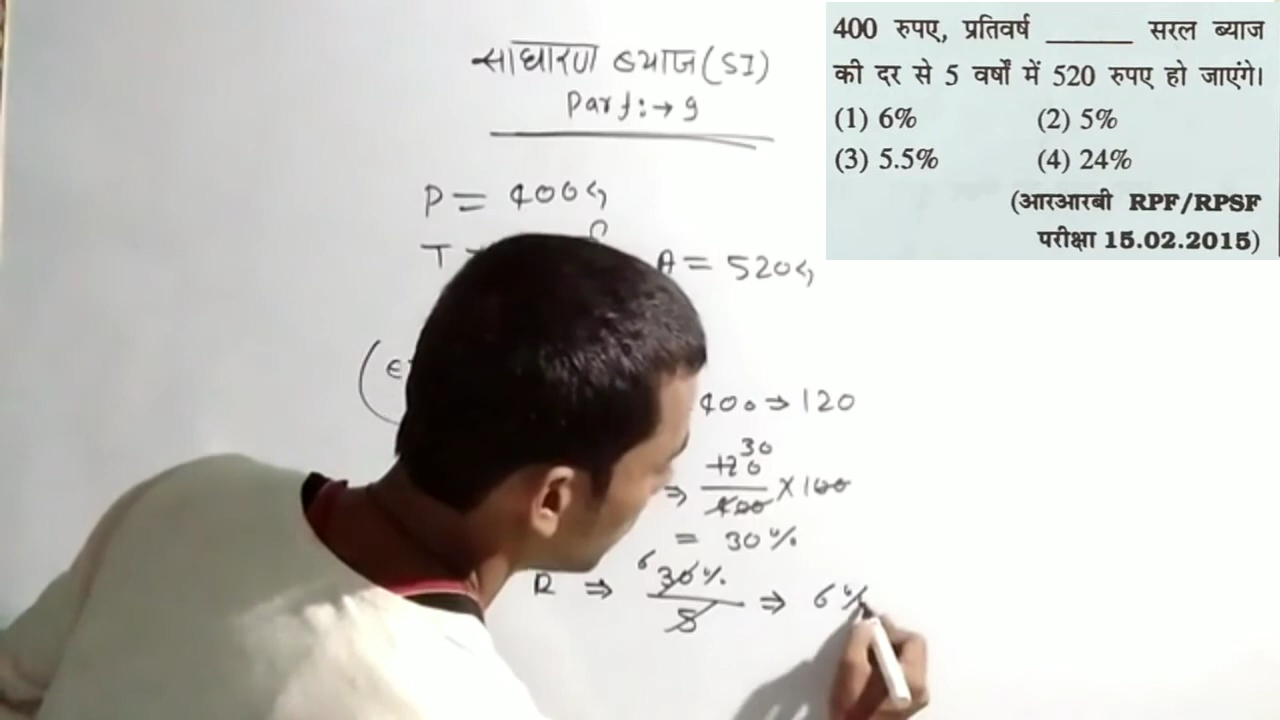 साधारण ब्याज (SI)
Part:→ 9
P = 400
T
A = 520
400 ⇒ 120
30
⇒ 120/400 × 100
= 30%
6
R ⇒ 30%/5 ⇒ 6%
400 रुपए, प्रतिवर्ष ______ सरल ब्याज
की दर से 5 वर्षों में 520 रुपए हो जाएंगे।
(1) 6% (2) 5%
(3) 5.5% (4) 24%
(आरआरबी RPF/RPSF
परीक्षा 15.02.2015)